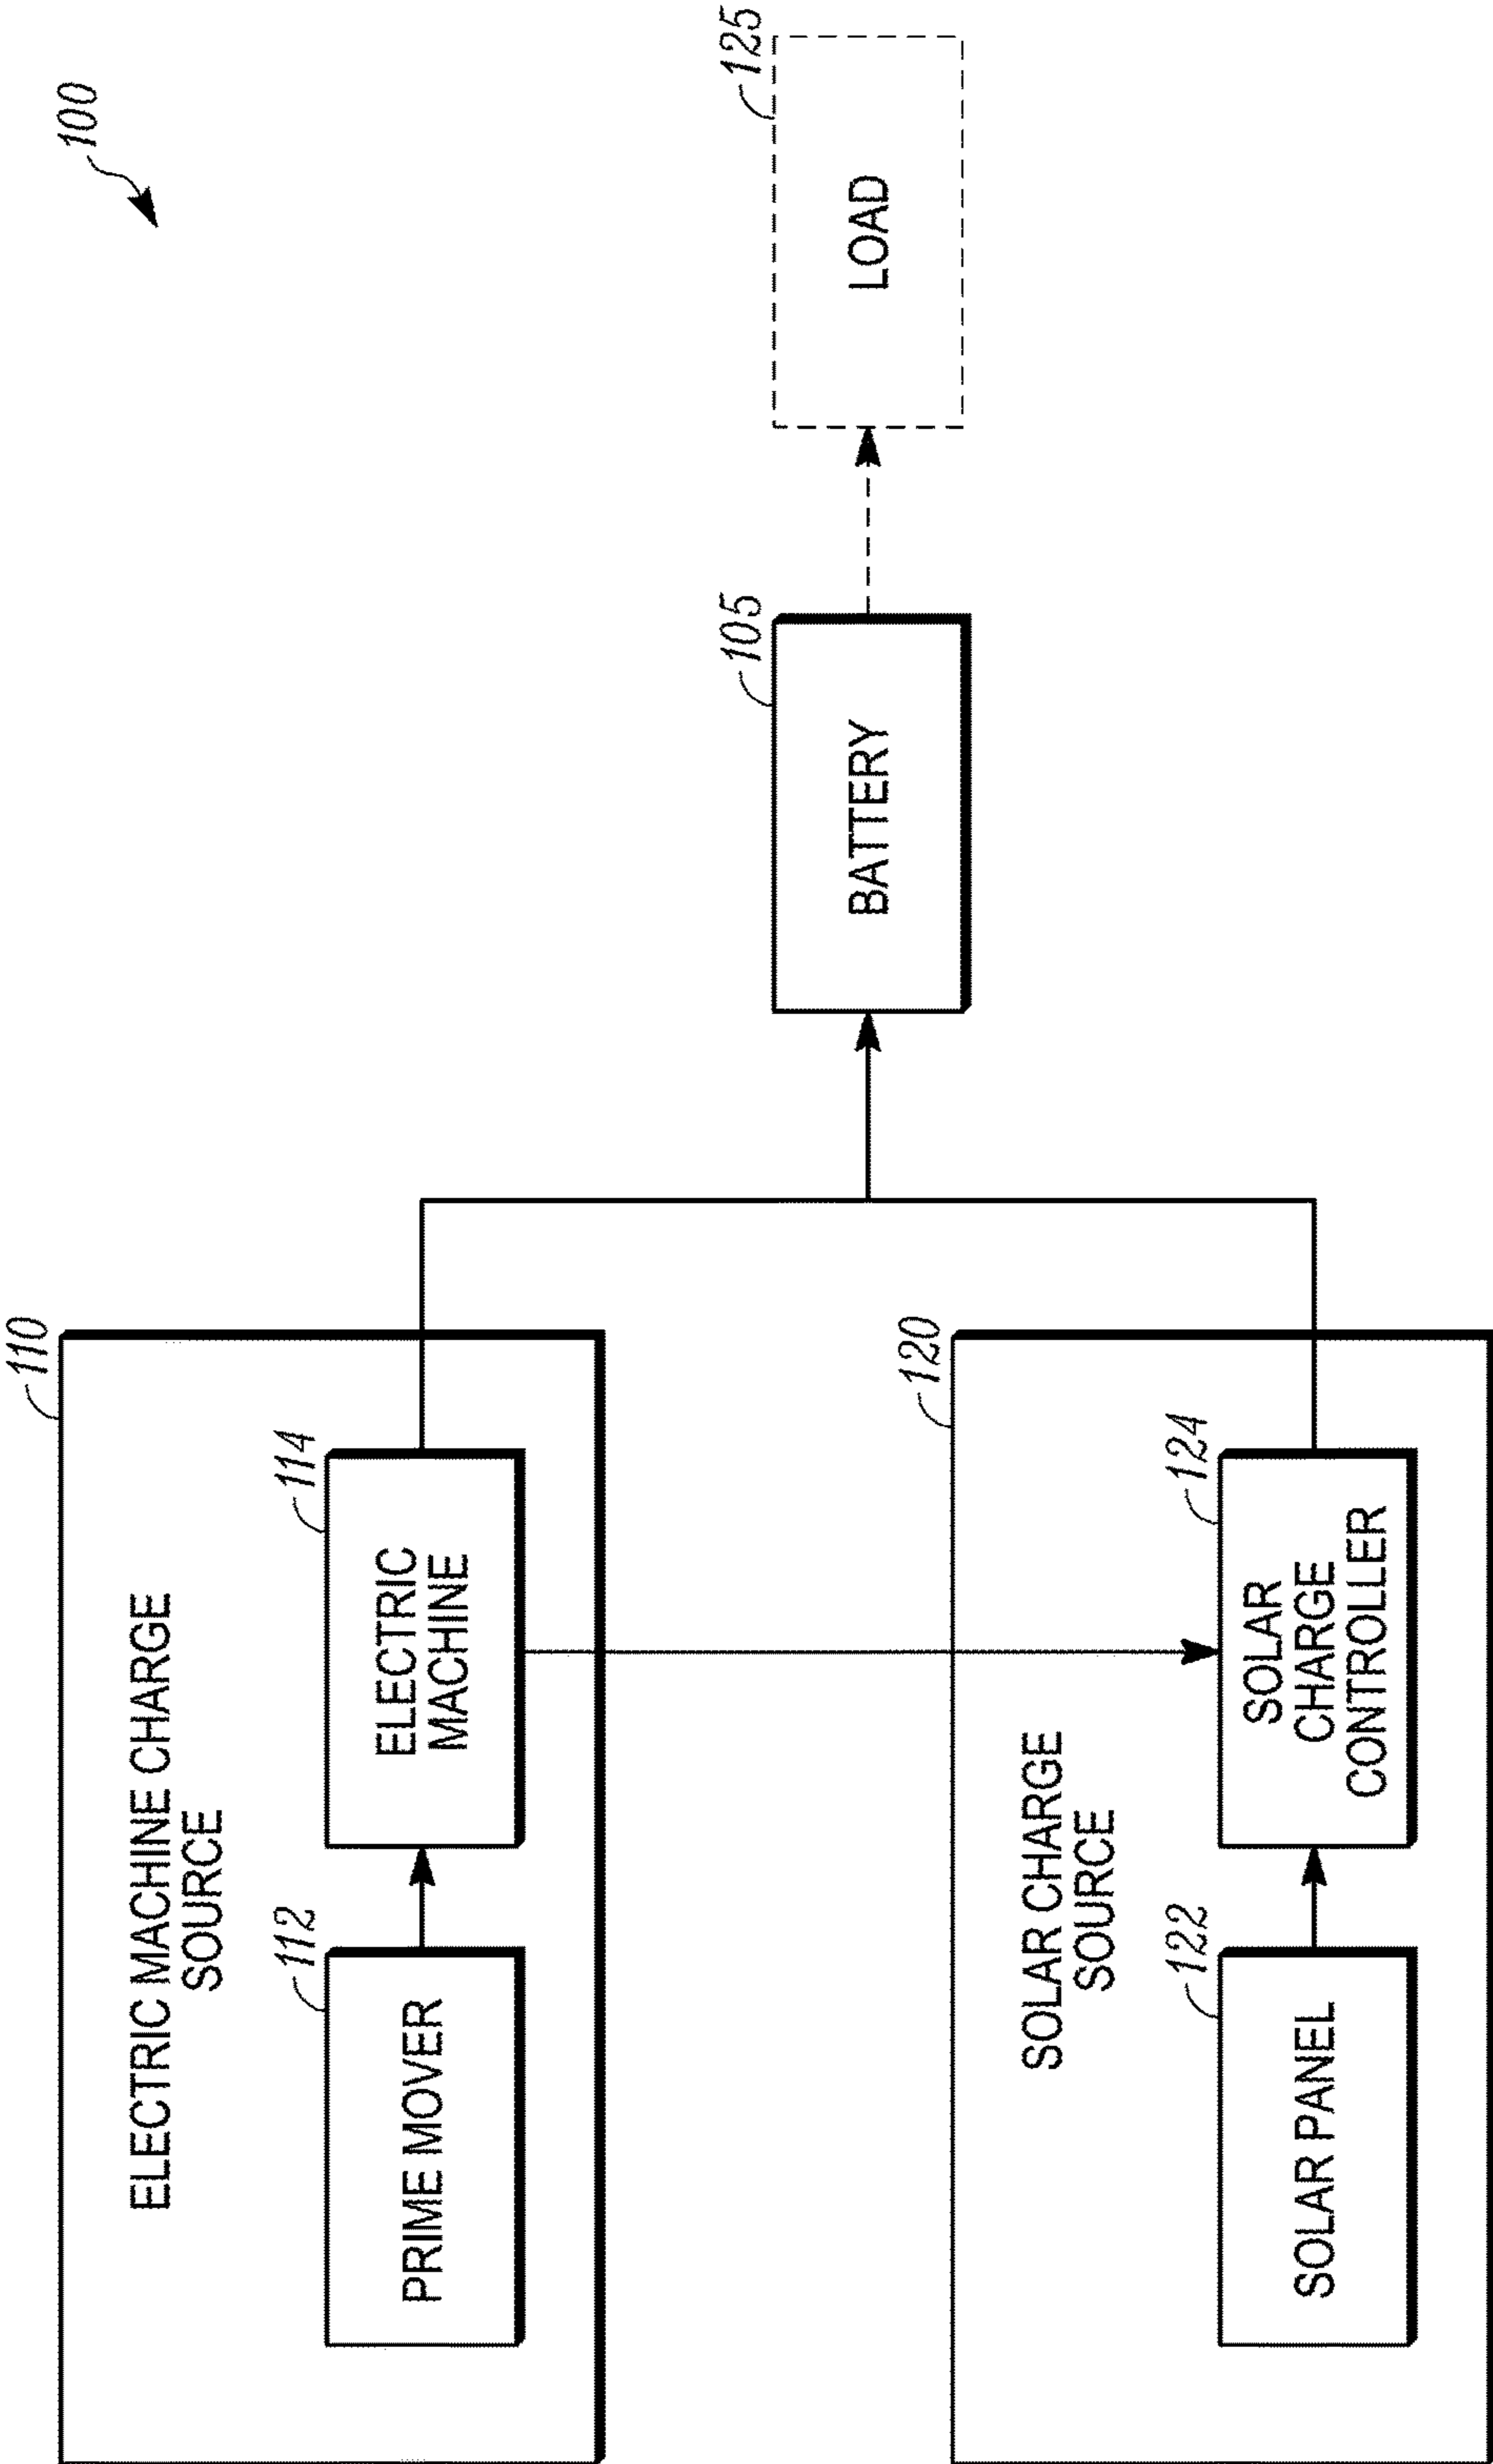 100
110
ELECTRIC MACHINE CHARGE
SOURCE
112
PRIME MOVER
114
ELECTRIC
MACHINE
105
BATTERY
125
LOAD
120
SOLAR CHARGE
SOURCE
122
SOLAR PANEL
124
SOLAR
CHARGE
CONTROLLER